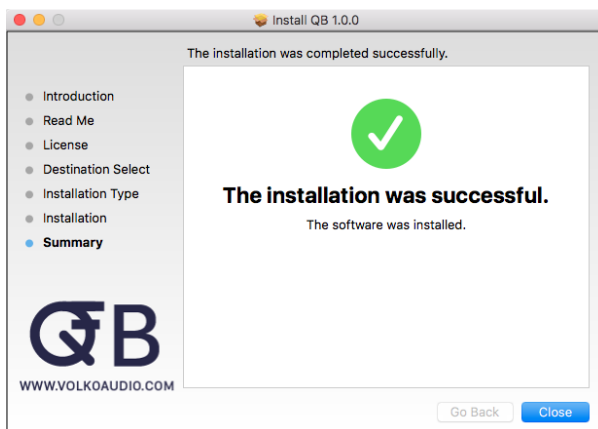 Install QB 1.0.0
The installation was completed successfully.
Introduction
Read Me
License
Destination Select
Installation Type
Installation
Summary
The installation was successful.
The software was installed.
QB
WWW.VOLKOAUDIO.COM
Go Back
Close